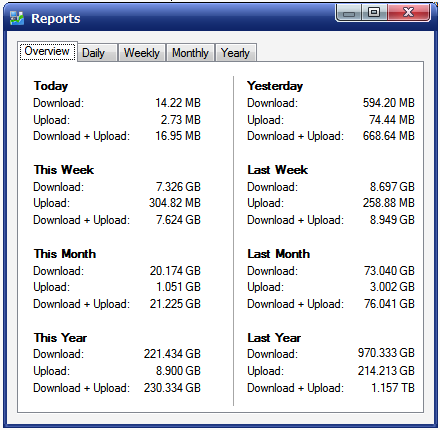 Reports
Overview Daily Weekly Monthly Yearly
Today
Download: 14.22 MB
Upload: 2.73 MB
Download + Upload: 16.95 MB
Yesterday
Download: 594.20 MB
Upload: 74.44 MB
Download + Upload: 668.64 MB
This Week
Download: 7.326 GB
Upload: 304.82 MB
Download + Upload: 7.624 GB
Last Week
Download: 8.697 GB
Upload: 258.88 MB
Download + Upload: 8.949 GB
This Month
Download: 20.174 GB
Upload: 1.051 GB
Download + Upload: 21.225 GB
Last Month
Download: 73.040 GB
Upload: 3.002 GB
Download + Upload: 76.041 GB
This Year
Download: 221.434 GB
Upload: 8.900 GB
Download + Upload: 230.334 GB
Last Year
Download: 970.333 GB
Upload: 214.213 GB
Download + Upload: 1.157 TB